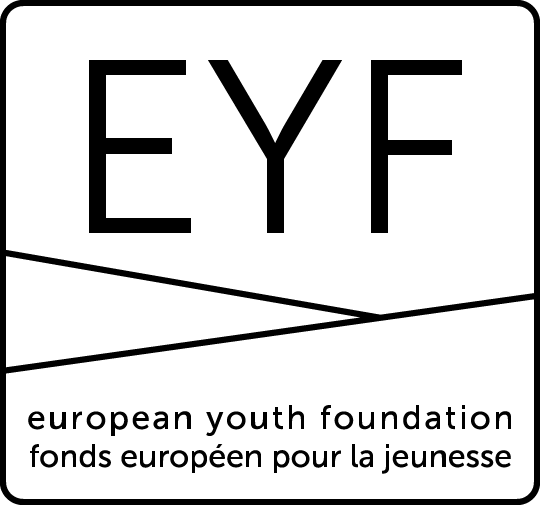 EYF
european youth foundation
fonds européen pour la jeunesse